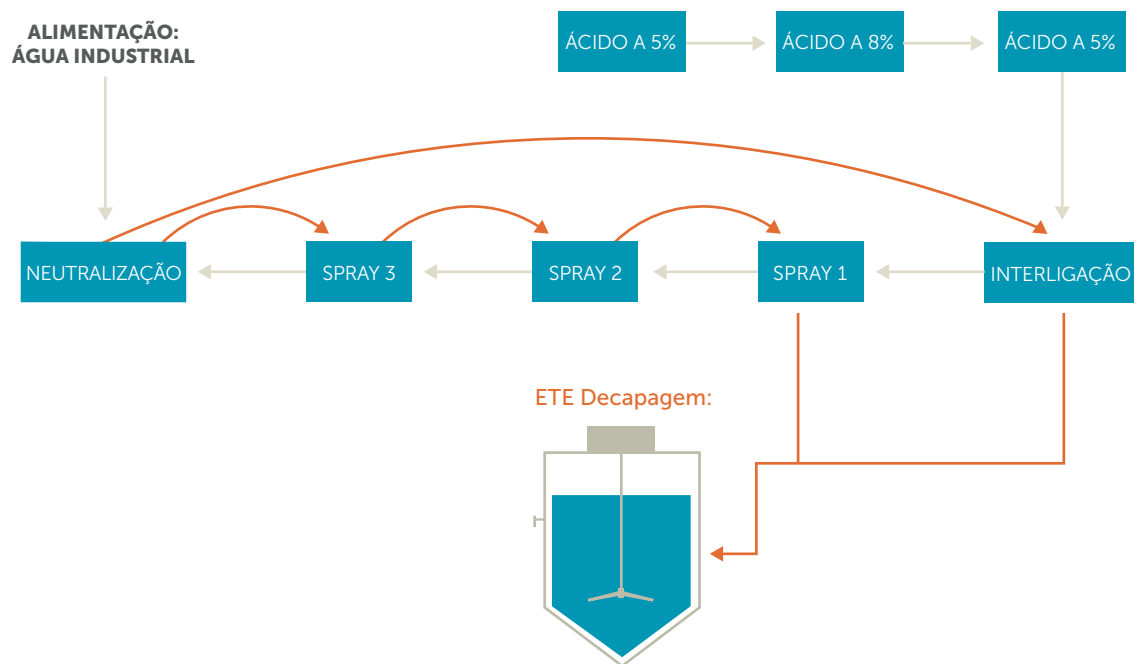 ALIMENTAÇÃO:
ÁGUA INDUSTRIAL
ÁCIDO A 5%
ÁCIDO A 8%
ÁCIDO A 5%
NEUTRALIZAÇÃO
SPRAY 3
SPRAY 2
SPRAY 1
INTERLIGAÇÃO
ETE Decapagem: